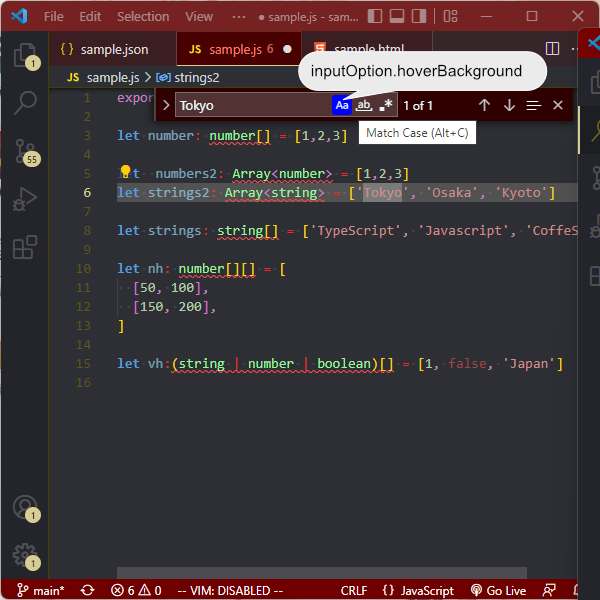 File Edit Selection View ··· ● sample.js - sam...
{ } sample.json JS sample.js 6 ● sample.html
JS sample.js > strings2
inputOption.hoverBackground
Tokyo Aa ab .* 1 of 1
Match Case (Alt+C)
1 expor
2
3 let number: number[] = [1,2,3]
4
5 let numbers2: Array<number> = [1,2,3]
6 let strings2: Array<string> = ['Tokyo', 'Osaka', 'Kyoto']
7
8 let strings: string[] = ['TypeScript', 'Javascript', 'CoffeS
9
10 let nh: number[][] = [
11 [50, 100],
12 [150, 200],
13 ]
14
15 let vh:(string | number | boolean)[] = [1, false, 'Japan']
16
1
55
1
1
main* 6 0 -- VIM: DISABLED -- CRLF { } JavaScript Go Live